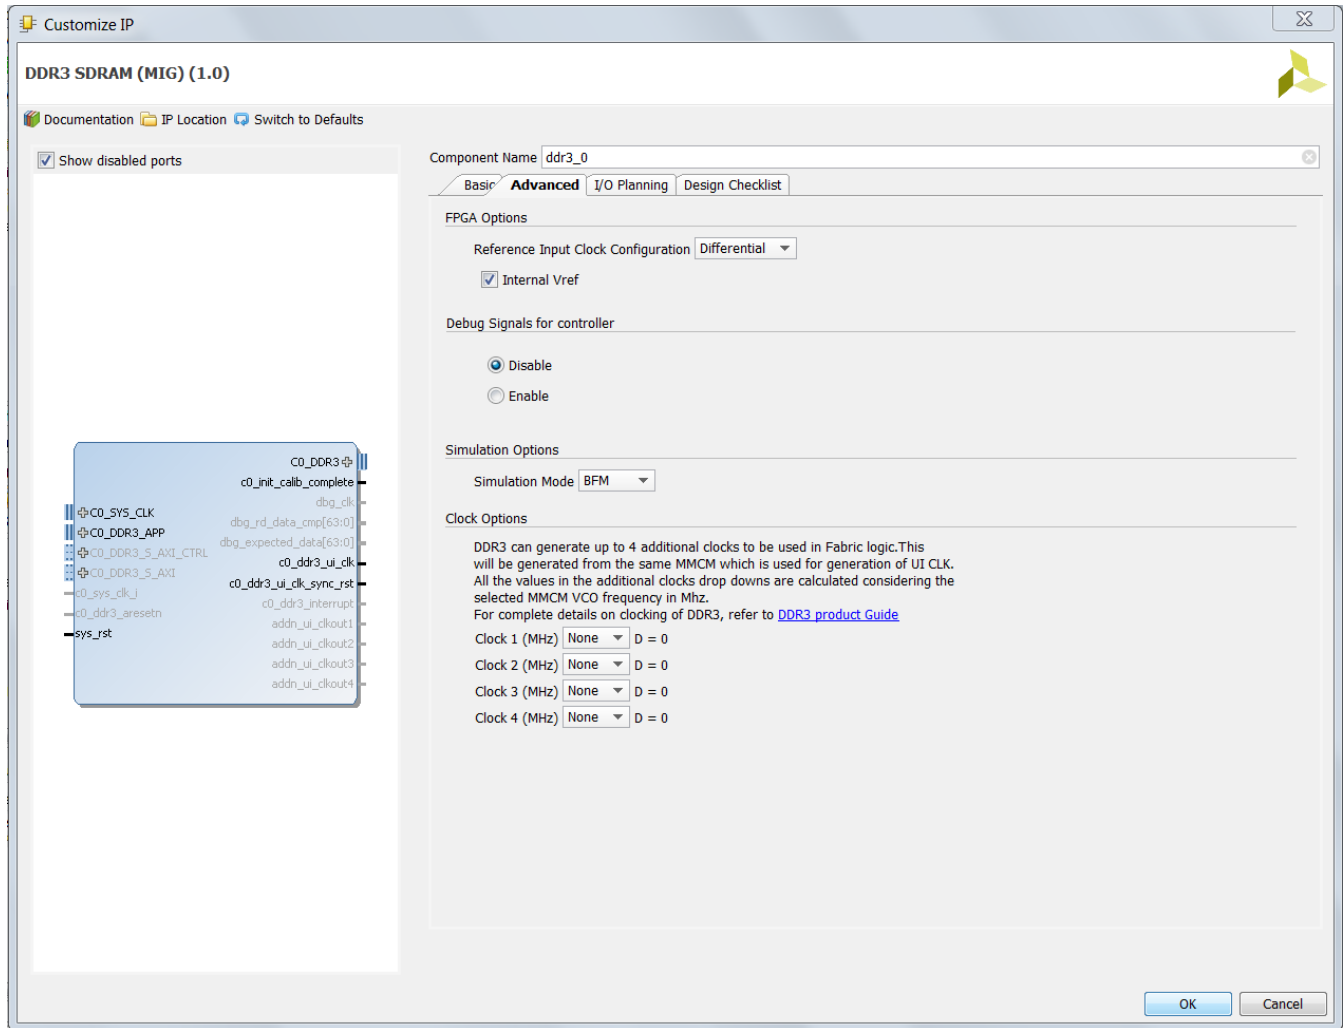 Customize IP
DDR3 SDRAM (MIG) (1.0)
Documentation IP Location Switch to Defaults
Show disabled ports
C0_DDR3
c0_init_calib_complete
dbg_clk
C0_SYS_CLK
dbg_rd_data_cmp[63:0]
C0_DDR3_APP
dbg_expected_data[63:0]
C0_DDR3_S_AXI_CTRL
c0_ddr3_ui_clk
C0_DDR3_S_AXI
c0_ddr3_ui_clk_sync_rst
c0_sys_clk_i
c0_ddr3_interrupt
c0_ddr3_aresetn
addn_ui_clkout1
sys_rst
addn_ui_clkout2
addn_ui_clkout3
addn_ui_clkout4
Component Name ddr3_0
Basic Advanced I/O Planning Design Checklist
FPGA Options
Reference Input Clock Configuration Differential
Internal Vref
Debug Signals for controller
Disable
Enable
Simulation Options
Simulation Mode BFM
Clock Options
DDR3 can generate up to 4 additional clocks to be used in Fabric logic.This
will be generated from the same MMCM which is used for generation of UI CLK.
All the values in the additional clocks drop downs are calculated considering the
selected MMCM VCO frequency in Mhz.
For complete details on clocking of DDR3, refer to DDR3 product Guide
Clock 1 (MHz) None D = 0
Clock 2 (MHz) None D = 0
Clock 3 (MHz) None D = 0
Clock 4 (MHz) None D = 0
OK Cancel